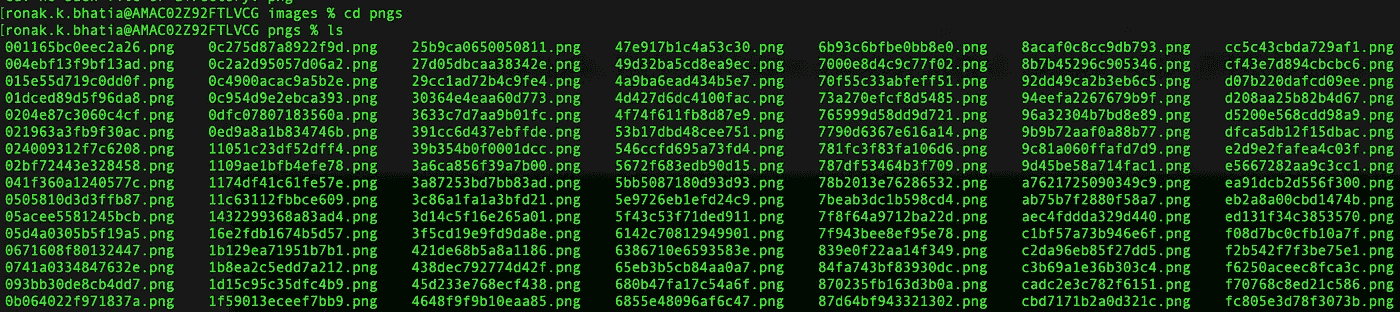 [ronak.k.bhatia@AMAC02Z92FTLVCG images % cd pngs
[ronak.k.bhatia@AMAC02Z92FTLVCG pngs % ls
001165bc0eec2a26.png 0c275d87a8922f9d.png 25b9ca0650050811.png 47e917b1c4a53c30.png 6b93c6bfbe0bb8e0.png 8acaf0c8cc9db793.png cc5c43cbda729af1.png
004ebf13f9bf13ad.png 0c2a2d95057d06a2.png 27d05dbcaa38342e.png 49d32ba5cd8ea9ec.png 7000e8d4c9c77f02.png 8b7b45296c905346.png cf43e7d894cbcbc6.png
015e55d719c0dd0f.png 0c4900acac9a5b2e.png 29cc1ad72b4c9fe4.png 4a9ba6ead434b5e7.png 70f55c33abfeff51.png 92dd49ca2b3eb6c5.png d07b220dafcd09ee.png
01dced89d5f96da8.png 0c954d9e2ebca393.png 30364e4eaa60d773.png 4d427d6dc4100fac.png 73a270efcf8d5485.png 94eefa2267679b9f.png d208aa25b82b4d67.png
0204e87c3060c4cf.png 0dfc07807183560a.png 3633c7d7aa9b01fc.png 4f74f611fb8d87e9.png 765999d58dd9d721.png 96a32304b7bd8e89.png d5200e568cdd98a9.png
021963a3fb9f30ac.png 0ed9a8a1b834746b.png 391cc6d437ebffde.png 53b17dbd48cee751.png 7790d6367e616a14.png 9b9b72aaf0a88b77.png dfca5db12f15dbac.png
024009312f7c6208.png 11051c23df52dff4.png 39b354b0f0001dcc.png 546ccfd695a73fd4.png 781fc3f83fa106d6.png 9c81a060ffafd7d9.png e2d9e2fafea4c03f.png
02bf72443e328458.png 1109ae1bfb4efe78.png 3a6ca856f39a7b00.png 5672f683edb90d15.png 787df53464b3f709.png 9d45be58a714fac1.png e5667282aa9c3cc1.png
041f360a1240577c.png 1174df41c61fe57e.png 3a87253bd7bb83ad.png 5bb5087180d93d93.png 78b2013e76286532.png a7621725090349c9.png ea91dcb2d556f300.png
0505810d3d3ffb87.png 11c63112fbbce609.png 3c86a1fa1a3bfd21.png 5e9726eb1efd24c9.png 7beab3dc1b598cd4.png ab75b7f2880f58a7.png eb2a8a00cbd1474b.png
05acee5581245bcb.png 1432299368a83ad4.png 3d14c5f16e265a01.png 5f43c53f71ded911.png 7f8f64a9712ba22d.png aec4fddda329d440.png ed131f34c3853570.png
05d4a0305b5f19a5.png 16e2fdb1674b5d57.png 3f5cd19e9fd9da8e.png 6142c70812949901.png 7f943bee8ef95e78.png c1bf57a73b946e6f.png f08d7bc0cfb10a7f.png
0671608f80132447.png 1b129ea71951b7b1.png 421de68b5a8a1186.png 6386710e6593583e.png 839e0f22aa14f349.png c2da96eb85f27dd5.png f2b542f7f3be75e1.png
0741a0334847632e.png 1b8ea2c5edd7a212.png 438dec792774d42f.png 65eb3b5cb84aa0a7.png 84fa743bf83930dc.png c3b69a1e36b303c4.png f6250aceec8fca3c.png
093bb30de8cb4dd7.png 1d15c95c35dfc4b9.png 45d233e768ecf438.png 680b47fa17c54a6f.png 870235fb163d3b0a.png cadc2e3c782f6151.png f70768c8ed21c586.png
0b064022f971837a.png 1f59013eceef7bb9.png 4648f9f9b10eaa85.png 6855e48096af6c47.png 87d64bf943321302.png cbd7171b2a0d321c.png fc805e3d78f3073b.png